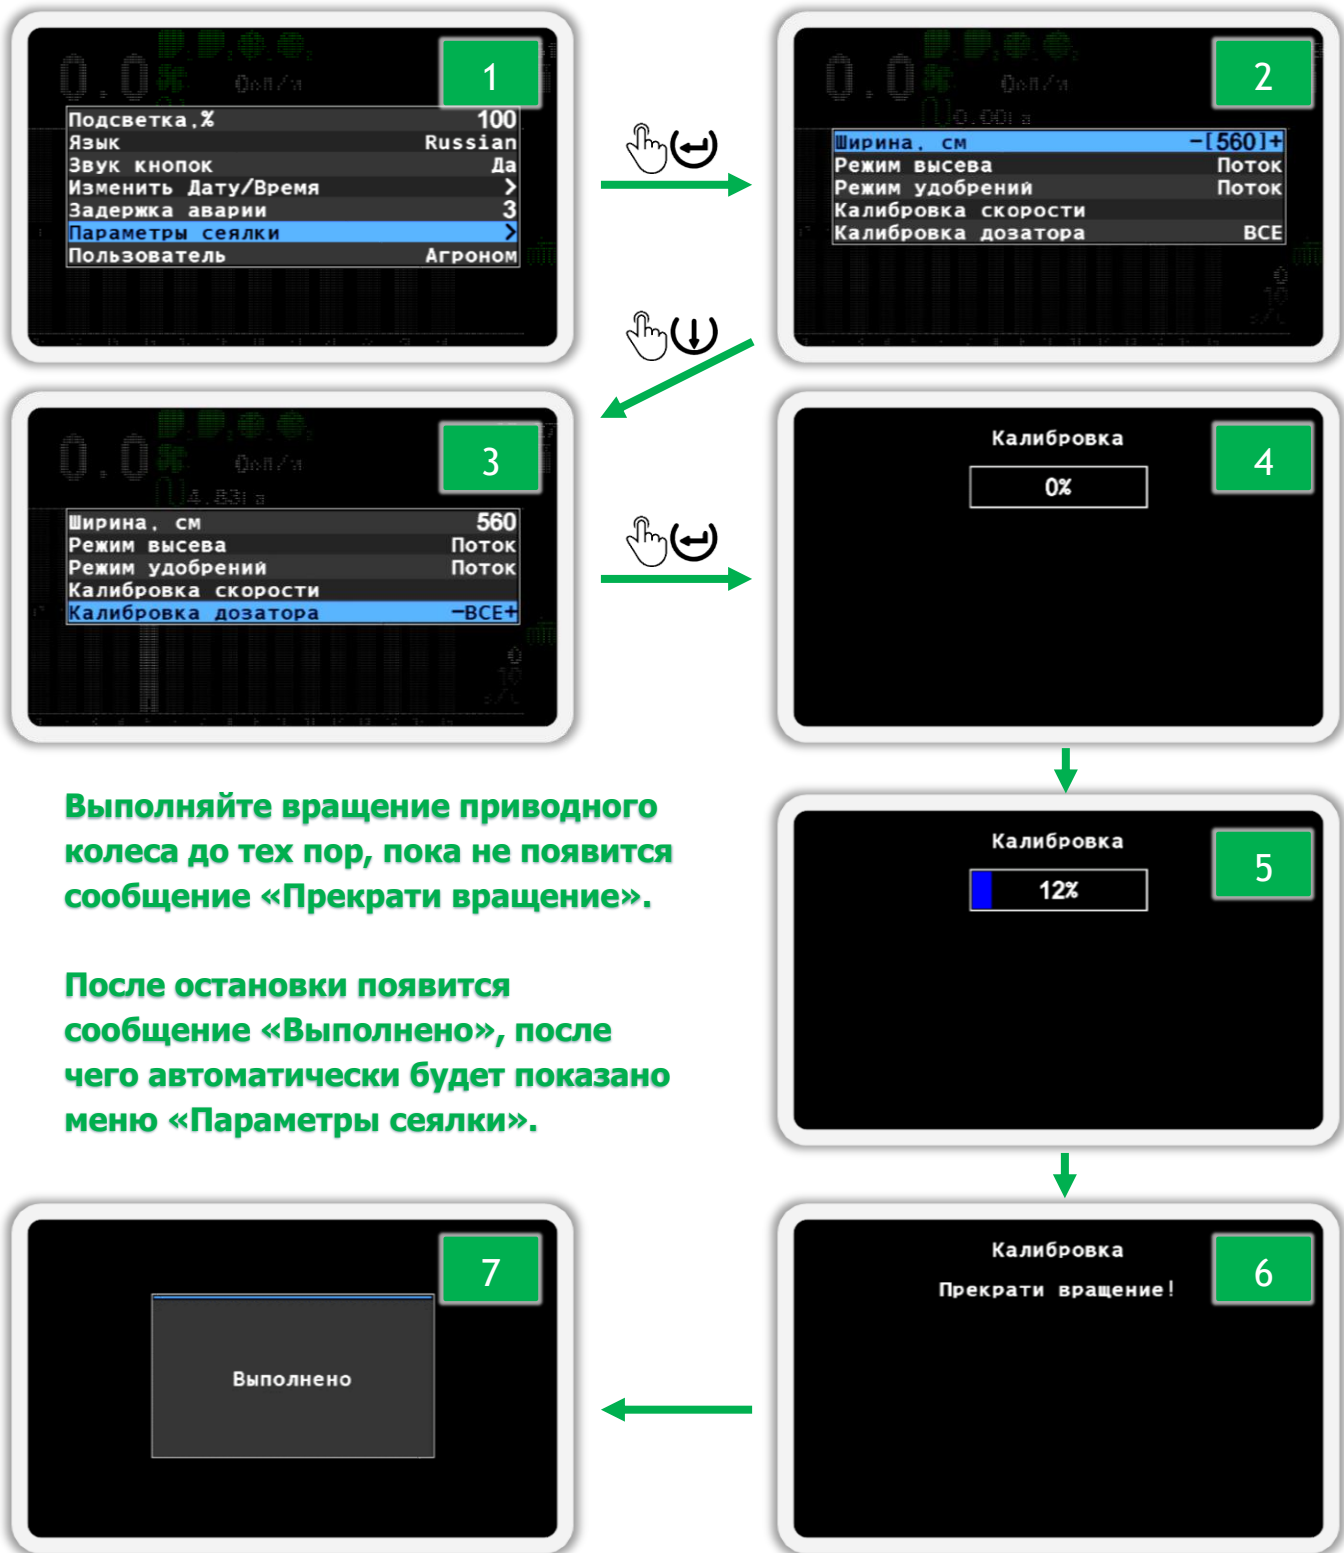 1
Подсветка,% 100
Язык Russian
Звук кнопок Да
Изменить Дату/Время >
Задержка аварии 3
Параметры сеялки >
Пользователь Агроном
2
Ширина, см -[560]+
Режим высева Поток
Режим удобрений Поток
Калибровка скорости
Калибровка дозатора ВСЕ
3
Ширина, см 560
Режим высева Поток
Режим удобрений Поток
Калибровка скорости
Калибровка дозатора -ВСЕ+
4
Калибровка
0%
Выполняйте вращение приводного
колеса до тех пор, пока не появится
сообщение «Прекрати вращение».
После остановки появится
сообщение «Выполнено», после
чего автоматически будет показано
меню «Параметры сеялки».
5
Калибровка
12%
6
Калибровка
Прекрати вращение!
7
Выполнено